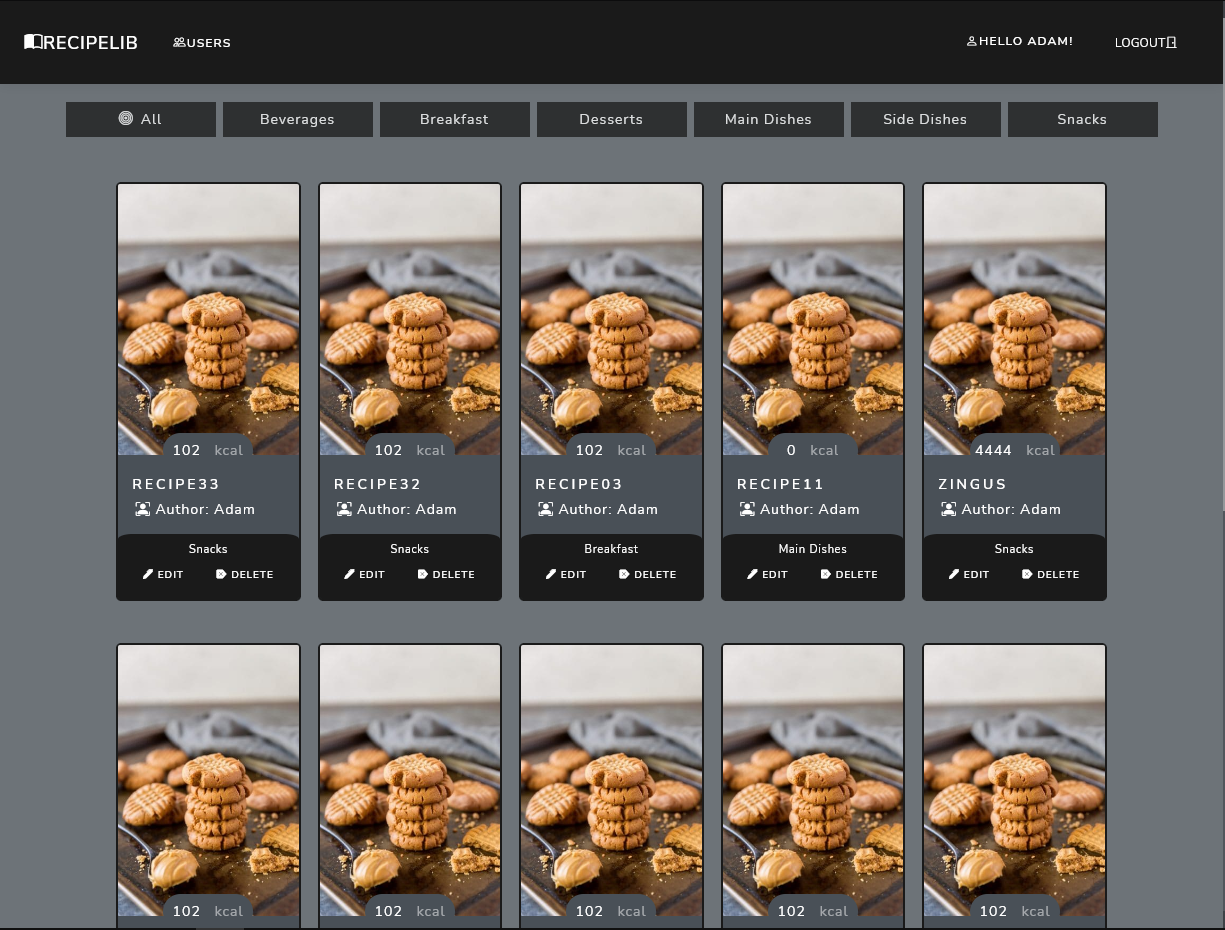 RECIPELIB USERS HELLO ADAM! LOGOUT
All Beverages Breakfast Desserts Main Dishes Side Dishes Snacks
102 kcal 102 kcal 102 kcal 0 kcal 4444 kcal
RECIPE33 RECIPE32 RECIPE03 RECIPE11 ZINGUS
Author: Adam Author: Adam Author: Adam Author: Adam Author: Adam
Snacks Snacks Breakfast Main Dishes Snacks
EDIT DELETE EDIT DELETE EDIT DELETE EDIT DELETE EDIT DELETE
102 kcal 102 kcal 102 kcal 102 kcal 102 kcal